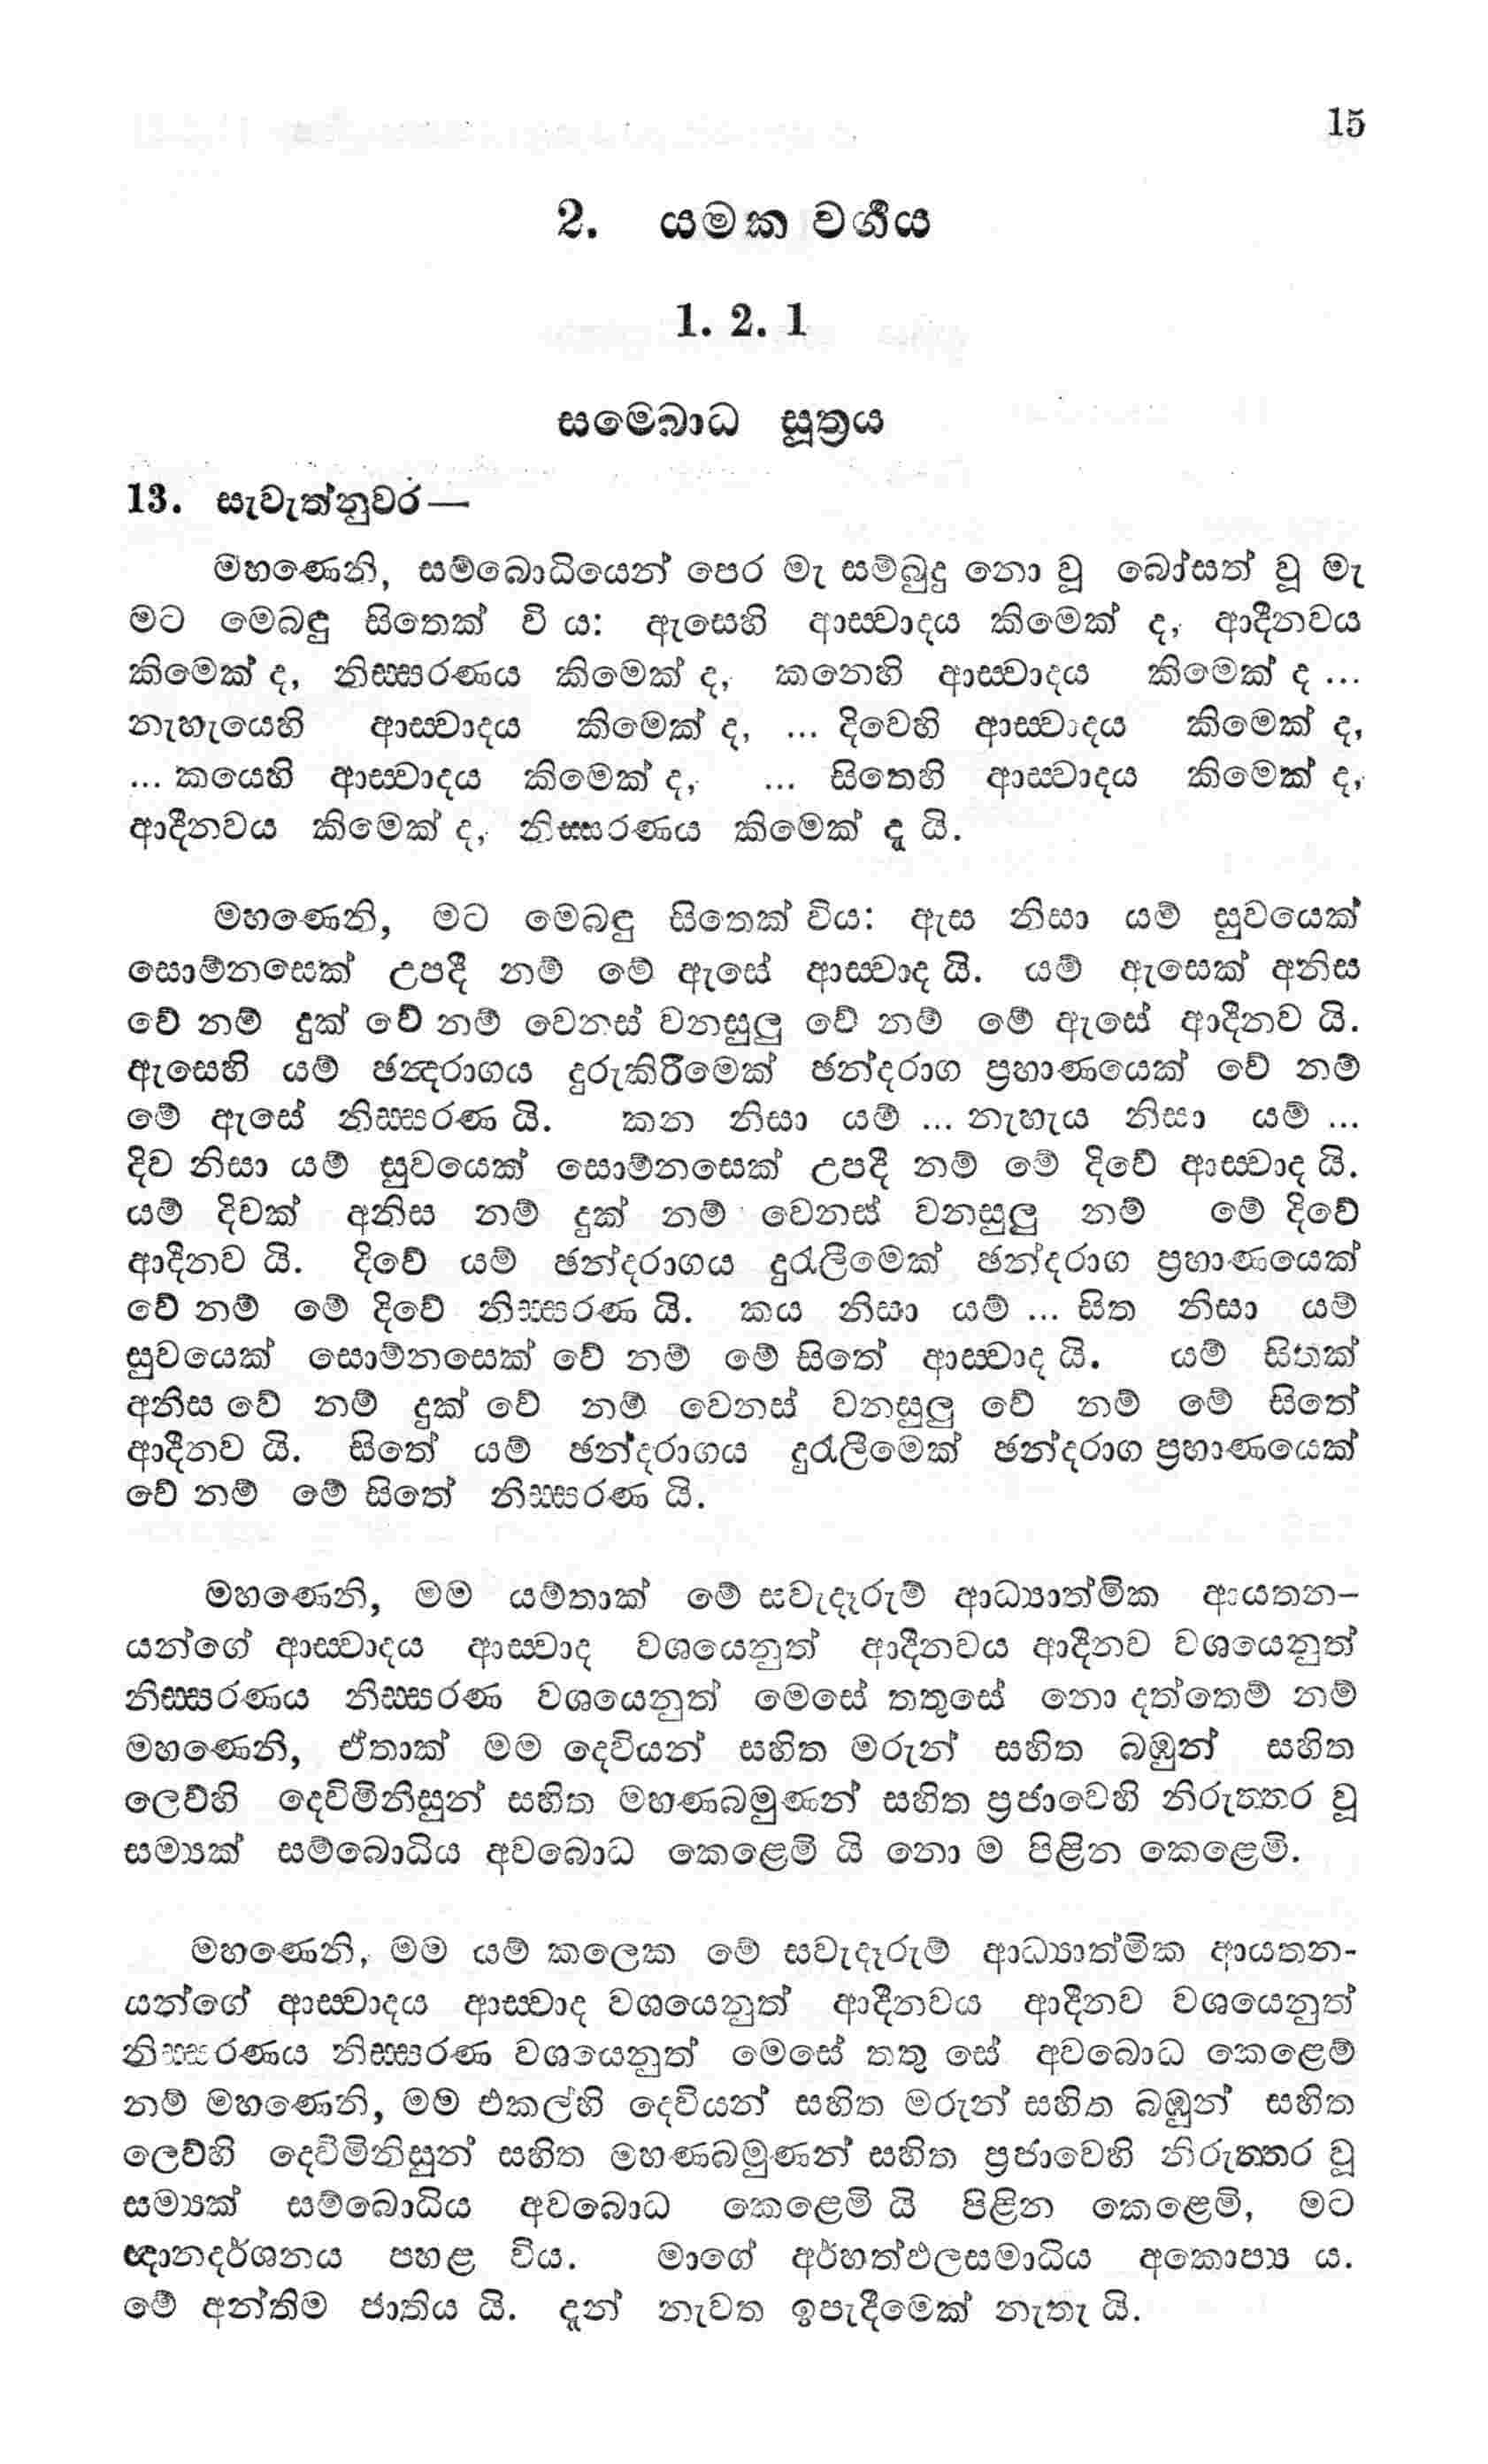 15
2. යමක වර්‍ගය
1. 2. 1
සම්බොධ සූත්‍රය
13. සැවැත්නුවර—
මහණෙනි, සම්බොධියෙන් පෙර මැ සම්බුදු නො වූ බෝසත් වූ මැ
මට මෙබඳු සිතෙක් වි ය: ඇසෙහි ආස්‍වාදය කිමෙක් ද, ආදීනවය
කිමෙක් ද, නිස්සරණය කිමෙක් ද, කනෙහි ආස්‍වාදය කිමෙක් ද ...
නැහැයෙහි ආස්‍වාදය කිමෙක් ද, ... දිවෙහි ආස්‍වාදය කිමෙක් ද,
... කයෙහි ආස්‍වාදය කිමෙක් ද, ... සිතෙහි ආස්‍වාදය කිමෙක් ද,
ආදීනවය කිමෙක් ද, නිස්සරණය කිමෙක් දැ යි.
මහණෙනි, මට මෙබඳු සිතෙක් විය: ඇස නිසා යම් සුවයෙක්
සොම්නසෙක් උපදී නම් මේ ඇසේ ආස්‍වාද යි. යම් ඇසෙක් අනිස
වේ නම් දුක් වේ නම් වෙනස් වනසුලු වේ නම් මේ ඇසේ ආදීනව යි.
ඇසෙහි යම් ඡන්‍දරාගය දුරුකිරීමෙක් ඡන්දරාග ප්‍රහාණයෙක් වේ නම්
මේ ඇසේ නිස්සරණ යි. කන නිසා යම් ... නැහැය නිසා යම් ...
දිව නිසා යම් සුවයෙක් සොම්නසෙක් උපදී නම් මේ දිවේ ආස්‍වාද යි.
යම් දිවක් අනිස නම් දුක් නම් වෙනස් වනසුලු නම් මේ දිවේ
ආදීනව යි. දිවේ යම් ඡන්දරාගය දුරැලීමෙක් ඡන්දරාග ප්‍රහාණයෙක්
වේ නම් මේ දිවේ නිස්සරණ යි. කය නිසා යම් ... සිත නිසා යම්
සුවයෙක් සොම්නසෙක් වේ නම් මේ සිතේ ආස්‍වාද යි. යම් සිතක්
අනිස වේ නම් දුක් වේ නම් වෙනස් වනසුලු වේ නම් මේ සිතේ
ආදීනව යි. සිතේ යම් ඡන්දරාගය දුරැලීමෙක් ඡන්දරාග ප්‍රහාණයෙක්
වේ නම් මේ සිතේ නිස්සරණ යි.
මහණෙනි, මම යම්තාක් මේ සවැදෑරුම් ආධ්‍යාත්මික ආයතන-
යන්ගේ ආස්‍වාදය ආස්‍වාද වශයෙනුත් ආදීනවය ආදීනව වශයෙනුත්
නිස්සරණය නිස්සරණ වශයෙනුත් මෙසේ තතුසේ නො දත්තෙම් නම්
මහණෙනි, ඒතාක් මම දෙවියන් සහිත මරුන් සහිත බඹුන් සහිත
ලෙව්හි දෙවිමිනිසුන් සහිත මහණබමුණන් සහිත ප්‍රජාවෙහි නිරුත්තර වූ
සම්‍යක් සම්බොධිය අවබොධ කෙළෙමි යි නො ම පිළින කෙළෙමි.
මහණෙනි, මම යම් කලෙක මේ සවැදෑරුම් ආධ්‍යාත්මික ආයතන-
යන්ගේ ආස්‍වාදය ආස්‍වාද වශයෙනුත් ආදීනවය ආදීනව වශයෙනුත්
නිස්සරණය නිස්සරණ වශයෙනුත් මෙසේ තතු සේ අවබොධ කෙළෙම්
නම් මහණෙනි, මම එකල්හි දෙවියන් සහිත මරුන් සහිත බඹුන් සහිත
ලෙව්හි දෙවිමිනිසුන් සහිත මහණබමුණන් සහිත ප්‍රජාවෙහි නිරුත්තර වූ
සම්‍යක් සම්බොධිය අවබොධ කෙළෙමි යි පිළින කෙළෙමි, මට
ඥානදර්ශනය පහළ විය. මාගේ අර්හත්ඵලසමාධිය අකොප්‍ය ය.
මේ අන්තිම ජාතිය යි. දැන් නැවත ඉපැදීමෙක් නැතැ යි.